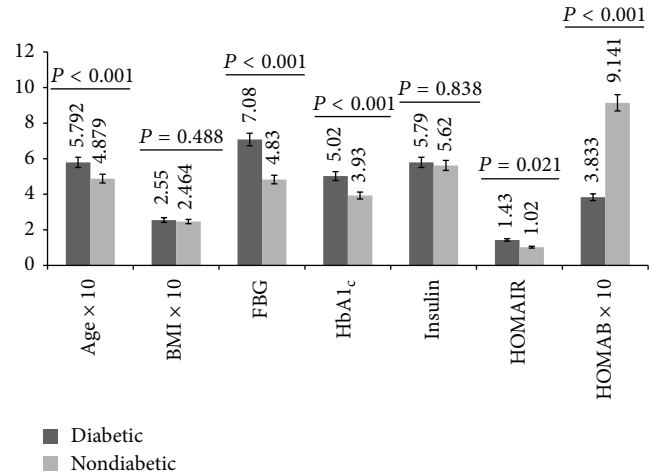 P < 0.001
12
P < 0.001
P < 0.001
10
P < 0.001
8
P = 0.488
P = 0.838
6
P = 0.021
4
2
0
5.792
4.879
2.55
2.464
7.08
4.83
5.02
3.93
5.79
5.62
1.43
1.02
3.833
9.141
Age × 10
BMI × 10
FBG
HbA1c
Insulin
HOMAIR
HOMAB × 10
Diabetic
Nondiabetic